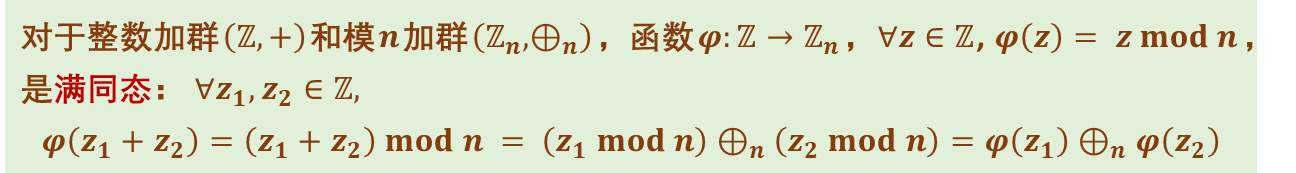 对于整数加群(ℤ, +)和模n加群(ℤₙ,⊕ₙ)，函数φ: ℤ → ℤₙ，∀z ∈ ℤ, φ(z) = z mod n，
是满同态： ∀z₁, z₂ ∈ ℤ,
φ(z₁ + z₂) = (z₁ + z₂) mod n = (z₁ mod n) ⊕ₙ (z₂ mod n) = φ(z₁) ⊕ₙ φ(z₂)